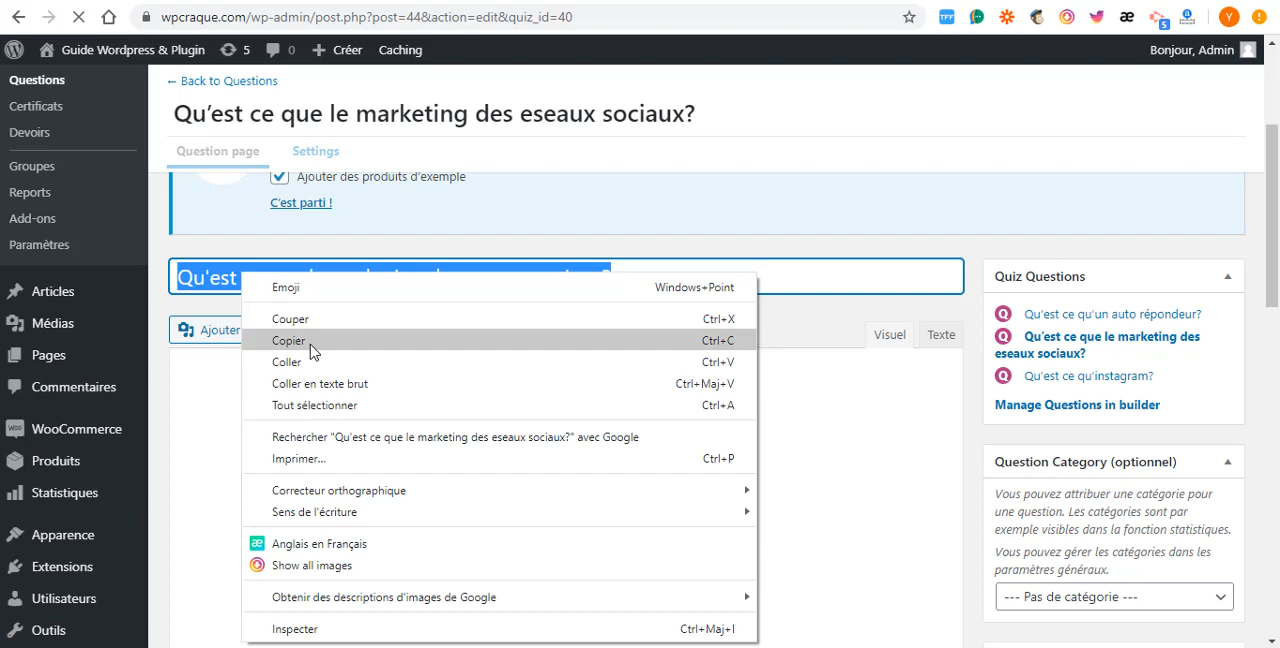 wpcraque.com/wp-admin/post.php?post=44&action=edit&quiz_id=40
Guide Wordpress & Plugin 5 0 Créer Caching Bonjour, Admin
Questions
Certificats
Devoirs
Groupes
Reports
Add-ons
Paramètres
Articles
Médias
Pages
Commentaires
WooCommerce
Produits
Statistiques
Apparence
Extensions
Utilisateurs
Outils
← Back to Questions
Qu’est ce que le marketing des eseaux sociaux?
Question page Settings
Ajouter des produits d’exemple
C’est parti !
Qu'est
Ajouter
Visuel Texte
Emoji Windows+Point
Couper Ctrl+X
Copier Ctrl+C
Coller Ctrl+V
Coller en texte brut Ctrl+Maj+V
Tout sélectionner Ctrl+A
Rechercher "Qu'est ce que le marketing des eseaux sociaux?" avec Google
Imprimer... Ctrl+P
Correcteur orthographique
Sens de l'écriture
Anglais en Français
Show all images
Obtenir des descriptions d'images de Google
Inspecter Ctrl+Maj+I
Quiz Questions
Qu’est ce qu’un auto répondeur?
Qu’est ce que le marketing des
eseaux sociaux?
Qu’est ce qu’instagram?
Manage Questions in builder
Question Category (optionnel)
Vous pouvez attribuer une catégorie pour
une question. Les catégories sont par
exemple visibles dans la fonction statistiques.
Vous pouvez gérer les catégories dans les
paramètres généraux.
--- Pas de catégorie ---